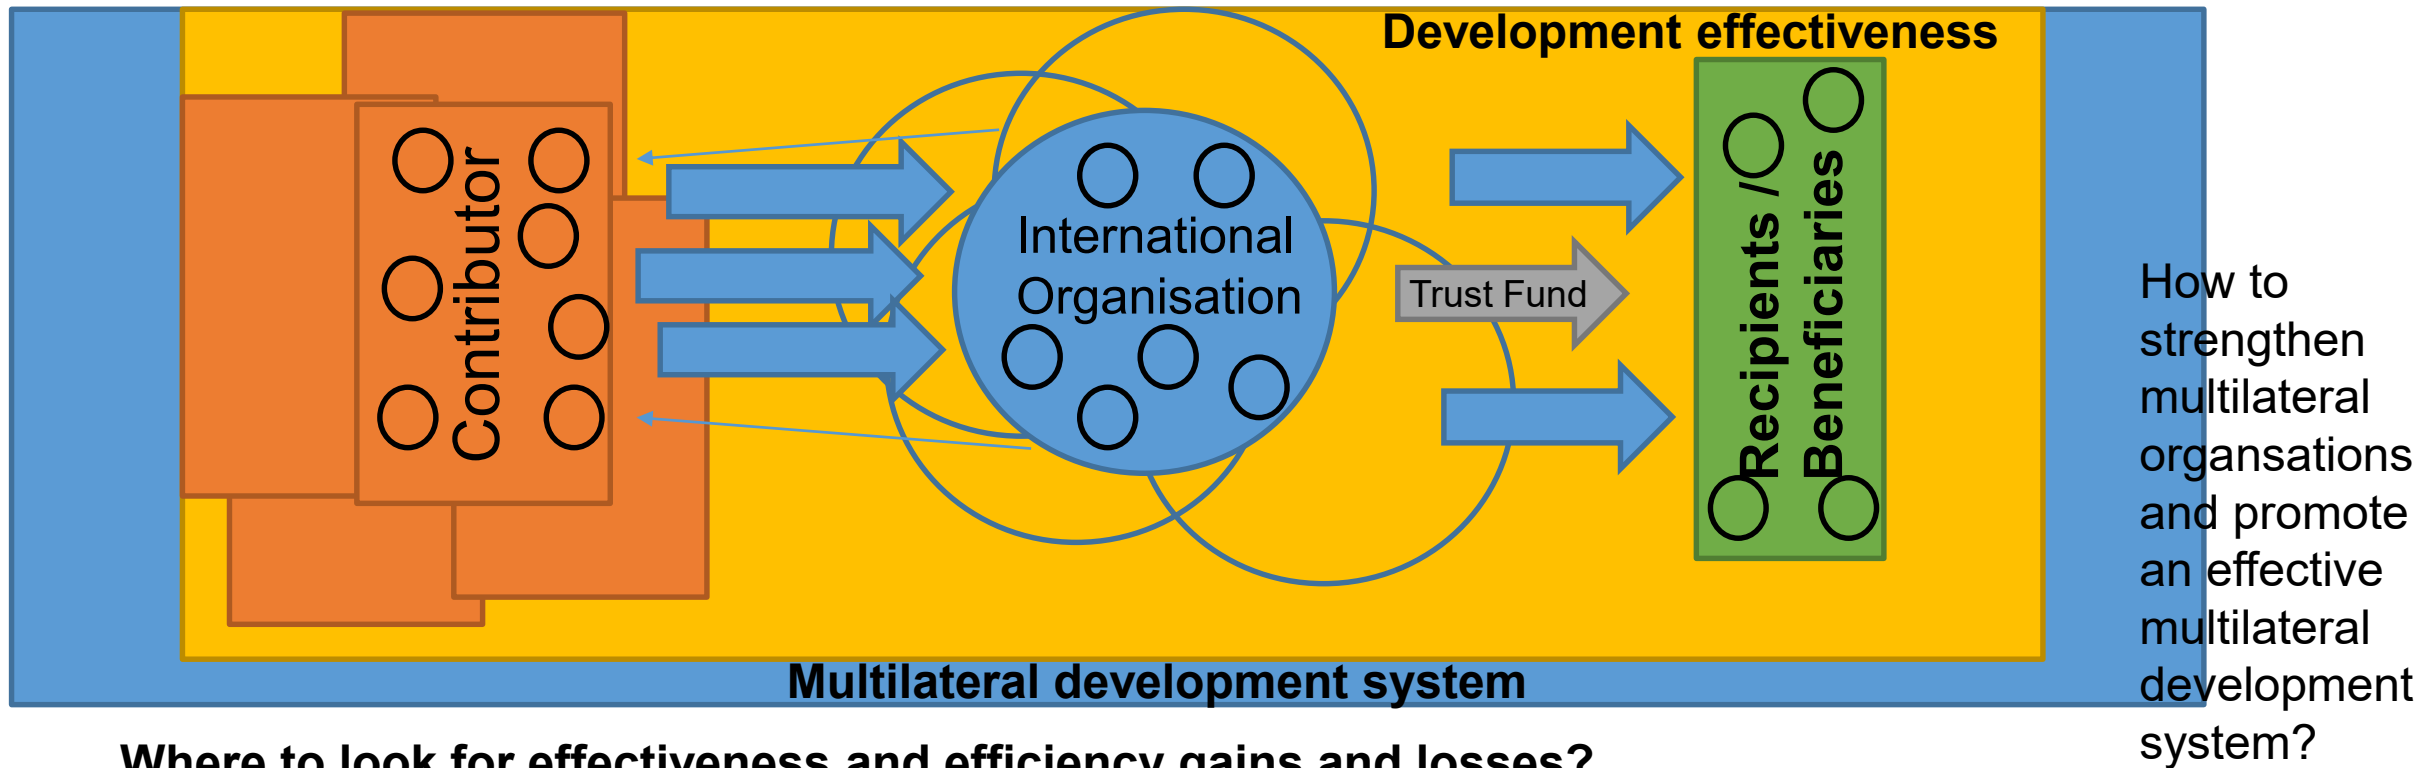 Development effectiveness
Contributor
International
Organisation
Trust Fund
Recipients /
Beneficiaries
How to
strengthen
multilateral
organsations
and promote
an effective
multilateral
development
system?
Multilateral development system
Where to look for effectiveness and efficiency gains and losses?